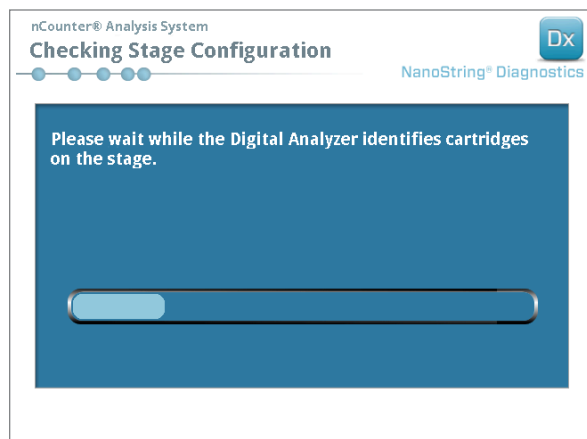 nCounter® Analysis System
Checking Stage Configuration
Dx
NanoString® Diagnostics
Please wait while the Digital Analyzer identifies cartridges
on the stage.